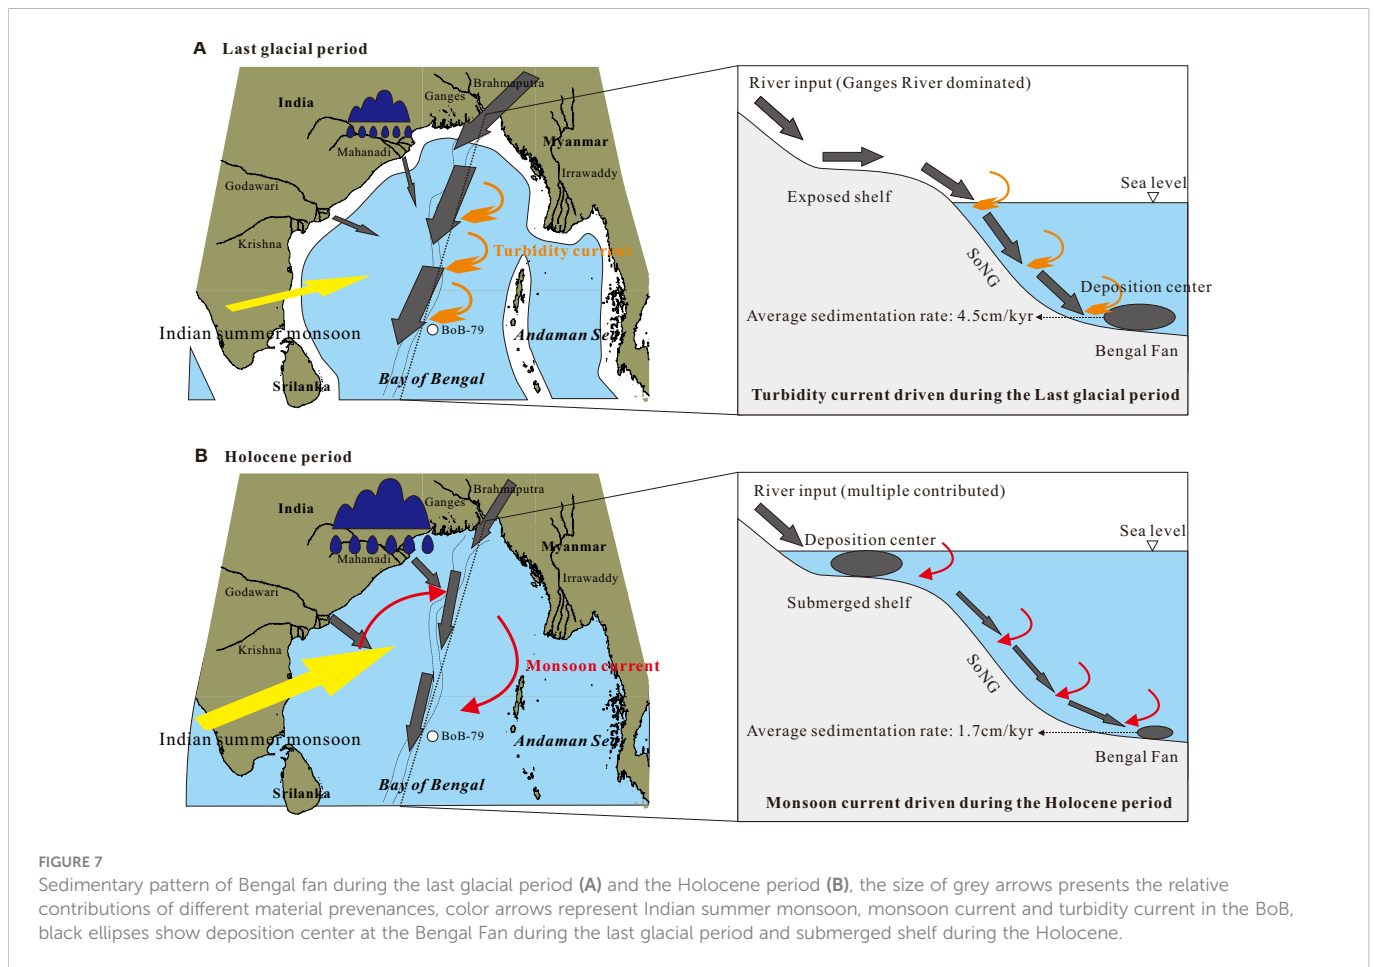 A Last glacial period
Brahmaputra
Ganges
India
Mahanadi
Myanmar
Irrawaddy
Godawari
Krishna
Turbidity current
Indian summer monsoon
BoB-79
Andaman Sea
Srilanka
Bay of Bengal
River input (Ganges River dominated)
Exposed shelf
Sea level
SoNG
Deposition center
Average sedimentation rate: 4.5cm/kyr
Bengal Fan
Turbidity current driven during the Last glacial period
B Holocene period
Brahmaputra
Ganges
India
Mahanadi
Myanmar
Irrawaddy
Godawari
Krishna
Monsoon current
Indian summer monsoon
BoB-79
Andaman Sea
Srilanka
Bay of Bengal
River input (multiple contributed)
Deposition center
Sea level
Submerged shelf
SoNG
Average sedimentation rate: 1.7cm/kyr
Bengal Fan
Monsoon current driven during the Holocene period
FIGURE 7
Sedimentary pattern of Bengal fan during the last glacial period (A) and the Holocene period (B), the size of grey arrows presents the relative
contributions of different material prevenances, color arrows represent Indian summer monsoon, monsoon current and turbidity current in the BoB,
black ellipses show deposition center at the Bengal Fan during the last glacial period and submerged shelf during the Holocene.